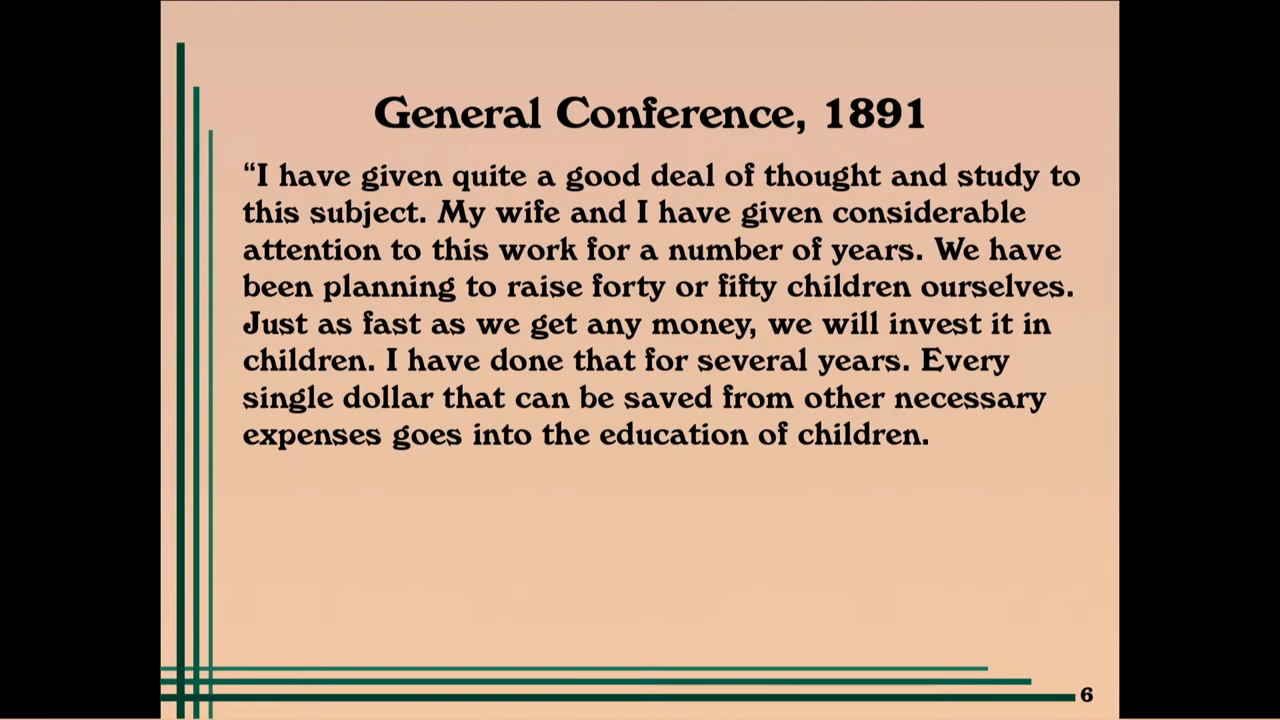 General Conference, 1891
“I have given quite a good deal of thought and study to
this subject. My wife and I have given considerable
attention to this work for a number of years. We have
been planning to raise forty or fifty children ourselves.
Just as fast as we get any money, we will invest it in
children. I have done that for several years. Every
single dollar that can be saved from other necessary
expenses goes into the education of children.
6